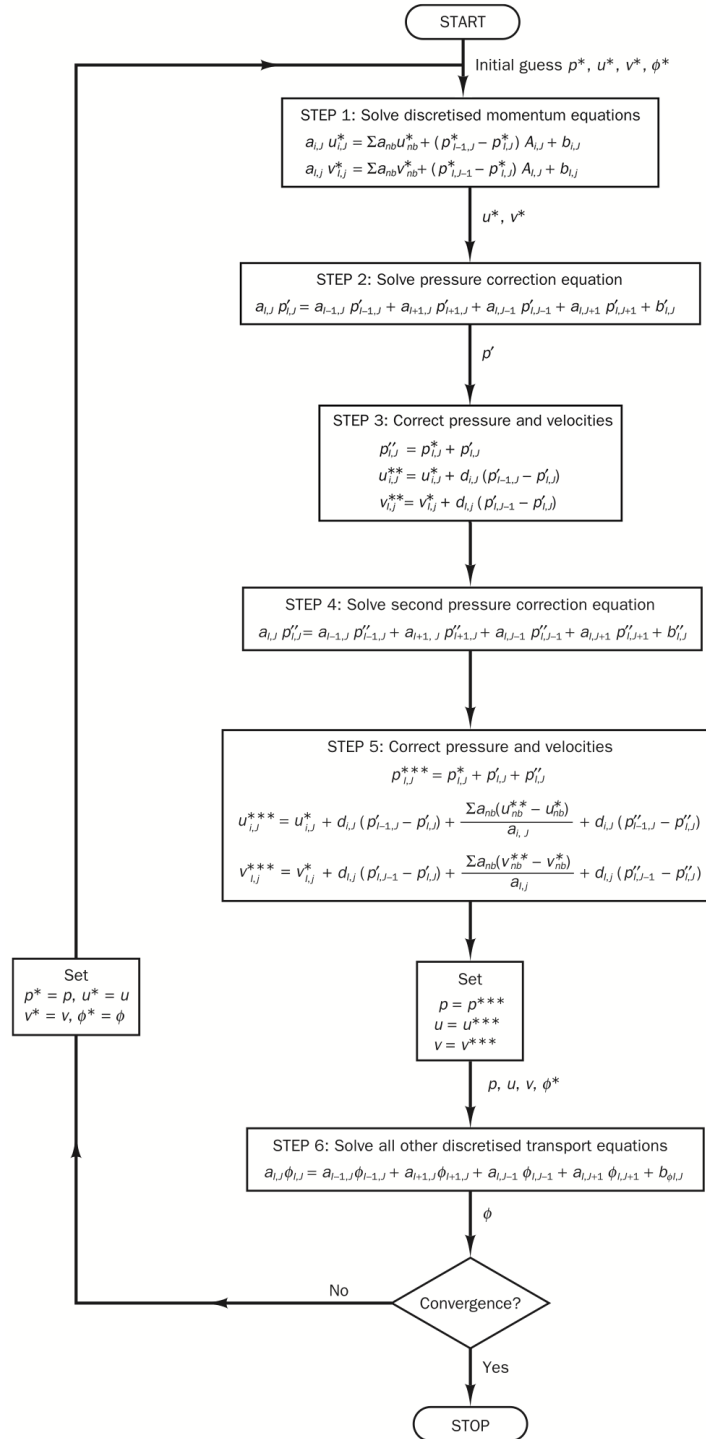 START
Initial guess p*, u*, v*, ϕ*
STEP 1: Solve discretised momentum equations
a_{i,J} u*_{i,J} = Σa_{nb}u*_{nb} + (p*_{I–1,J} – p*_{I,J}) A_{i,J} + b_{i,J}
a_{I,j} v*_{I,j} = Σa_{nb}v*_{nb} + (p*_{I,J–1} – p*_{I,J}) A_{I,J} + b_{I,j}
u*, v*
STEP 2: Solve pressure correction equation
a_{I,J} p′_{I,J} = a_{I–1,J} p′_{I–1,J} + a_{I+1,J} p′_{I+1,J} + a_{I,J–1} p′_{I,J–1} + a_{I,J+1} p′_{I,J+1} + b′_{I,J}
p′
STEP 3: Correct pressure and velocities
p″_{I,J} = p*_{I,J} + p′_{I,J}
u**_{i,J} = u*_{i,J} + d_{i,J} (p′_{I–1,J} – p′_{I,J})
v**_{I,j} = v*_{I,j} + d_{I,j} (p′_{I,J–1} – p′_{I,J})
STEP 4: Solve second pressure correction equation
a_{I,J} p″_{I,J} = a_{I–1,J} p″_{I–1,J} + a_{I+1, J} p″_{I+1,J} + a_{I,J–1} p″_{I,J–1} + a_{I,J+1} p″_{I,J+1} + b″_{I,J}
STEP 5: Correct pressure and velocities
p***_{I,J} = p*_{I,J} + p′_{I,J} + p″_{I,J}
u***_{i,J} = u*_{i,J} + d_{i,J} (p′_{I–1,J} – p′_{I,J}) + Σa_{nb}(u**_{nb} – u*_{nb}) / a_{i, J} + d_{i,J} (p″_{I–1,J} – p″_{I,J})
v***_{I,j} = v*_{I,j} + d_{I,j} (p′_{I,J–1} – p′_{I,J}) + Σa_{nb}(v**_{nb} – v*_{nb}) / a_{I,j} + d_{I,j} (p″_{I,J–1} – p″_{I,J})
Set
p = p***
u = u***
v = v***
Set
p* = p, u* = u
v* = v, ϕ* = ϕ
p, u, v, ϕ*
STEP 6: Solve all other discretised transport equations
a_{I,J}ϕ_{I,J} = a_{I–1,J}ϕ_{I–1,J} + a_{I+1,J}ϕ_{I+1,J} + a_{I,J–1} ϕ_{I,J–1} + a_{I,J+1} ϕ_{I,J+1} + b_{ϕI,J}
ϕ
No
Convergence?
Yes
STOP